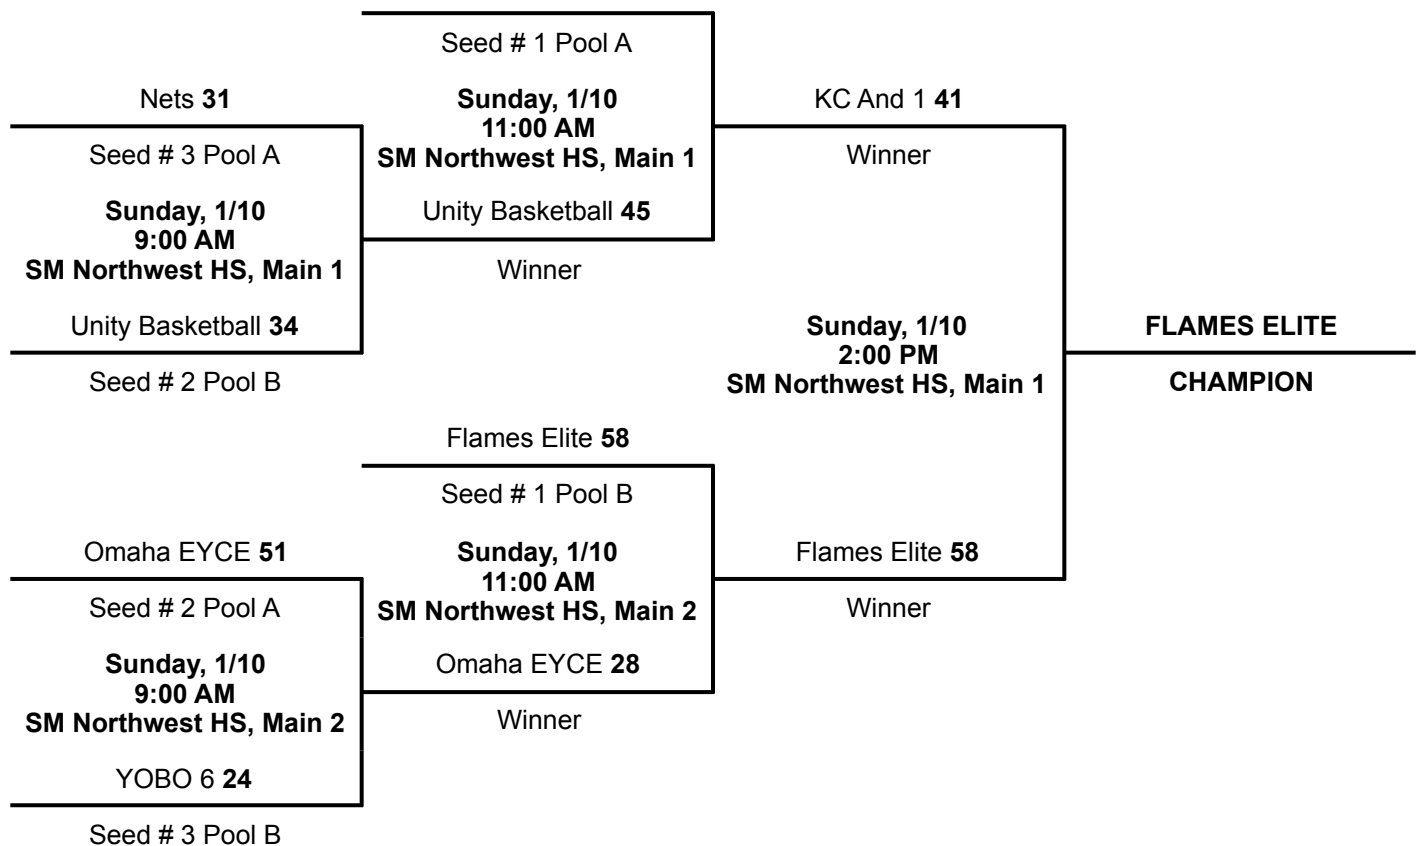 Seed # 1 Pool A
Nets 31
Sunday, 1/10
11:00 AM
SM Northwest HS, Main 1
KC And 1 41
Seed # 3 Pool A
Winner
Sunday, 1/10
9:00 AM
SM Northwest HS, Main 1
Unity Basketball 45
Winner
Unity Basketball 34
Sunday, 1/10
2:00 PM
SM Northwest HS, Main 1
FLAMES ELITE
CHAMPION
Seed # 2 Pool B
Flames Elite 58
Seed # 1 Pool B
Omaha EYCE 51
Sunday, 1/10
11:00 AM
SM Northwest HS, Main 2
Flames Elite 58
Seed # 2 Pool A
Winner
Sunday, 1/10
9:00 AM
SM Northwest HS, Main 2
Omaha EYCE 28
Winner
YOBO 6 24
Seed # 3 Pool B